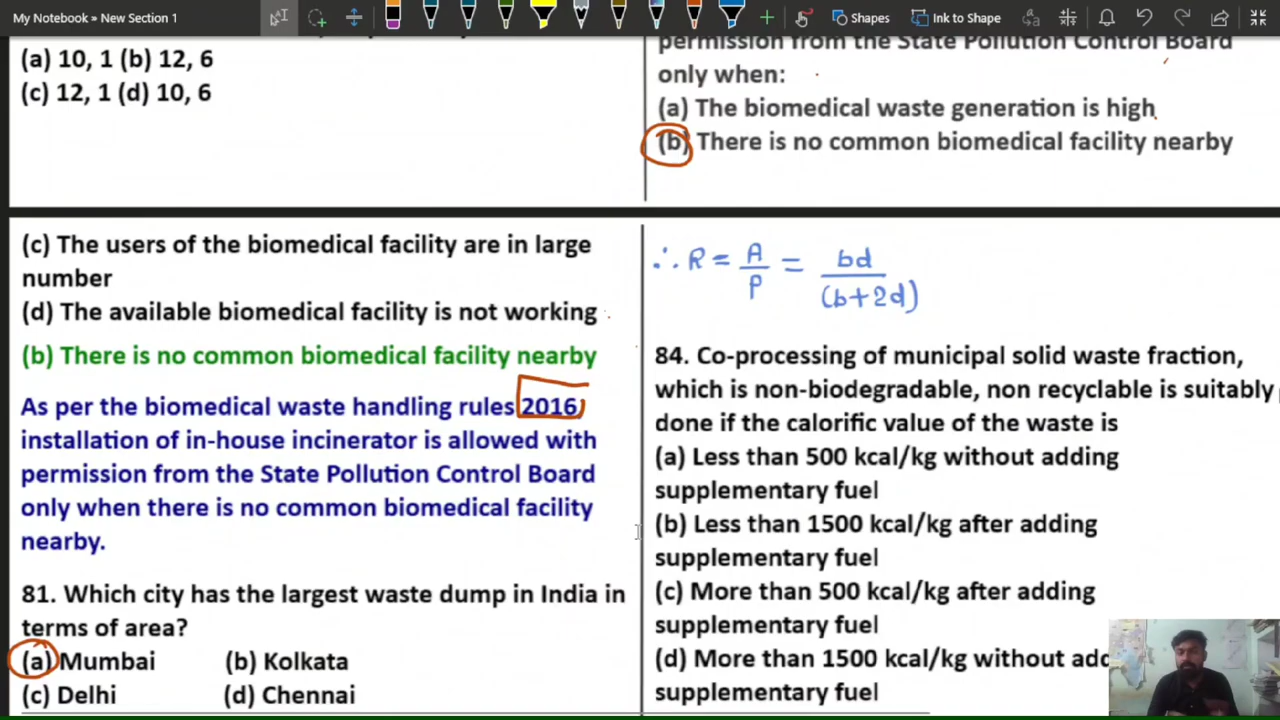 My Notebook » New Section 1
Shapes
Ink to Shape
(a) 10, 1 (b) 12, 6
(c) 12, 1 (d) 10, 6
permission from the State Pollution Control Board
only when:
(a) The biomedical waste generation is high
(b) There is no common biomedical facility nearby
(c) The users of the biomedical facility are in large
number
(d) The available biomedical facility is not working
(b) There is no common biomedical facility nearby
As per the biomedical waste handling rules 2016
installation of in-house incinerator is allowed with
permission from the State Pollution Control Board
only when there is no common biomedical facility
nearby.
81. Which city has the largest waste dump in India in
terms of area?
(a) Mumbai (b) Kolkata
(c) Delhi (d) Chennai
∴ R = A/P = bd/(b+2d)
84. Co-processing of municipal solid waste fraction,
which is non-biodegradable, non recyclable is suitably
done if the calorific value of the waste is
(a) Less than 500 kcal/kg without adding
supplementary fuel
(b) Less than 1500 kcal/kg after adding
supplementary fuel
(c) More than 500 kcal/kg after adding
supplementary fuel
(d) More than 1500 kcal/kg without
supplementary fuel